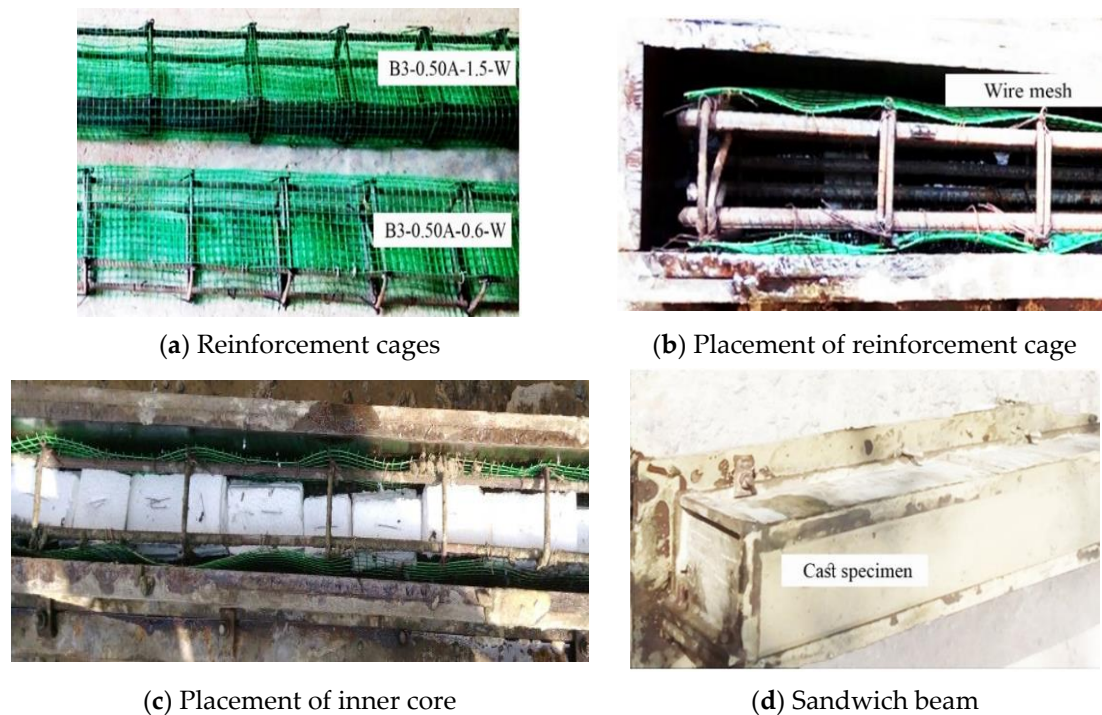 B3-0.50A-1.5-W
B3-0.50A-0.6-W
Wire mesh
(a) Reinforcement cages
(b) Placement of reinforcement cage
Cast specimen
(c) Placement of inner core
(d) Sandwich beam